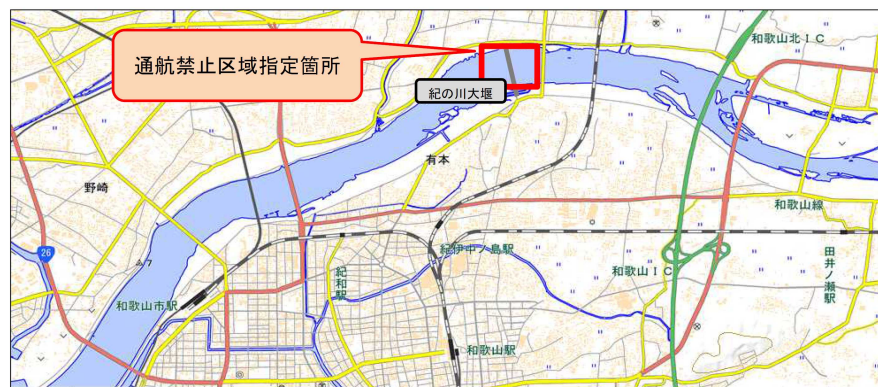 和歌山北IC
通航禁止区域指定箇所
紀の川大堰
有本
野崎
和歌山線
26
紀伊中ノ島駅
7
和歌山IC
田井ノ瀬駅
紀和駅
和歌山市駅
和歌山駅